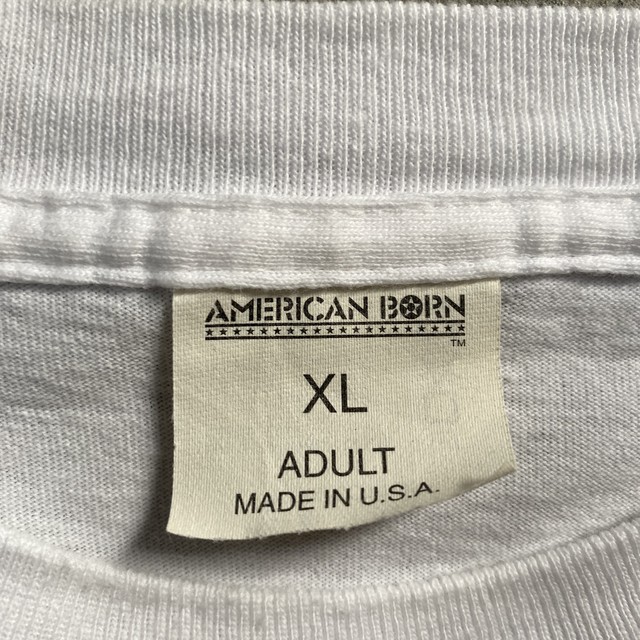 AMERICAN BORN
TM
XL
ADULT
MADE IN U.S.A.